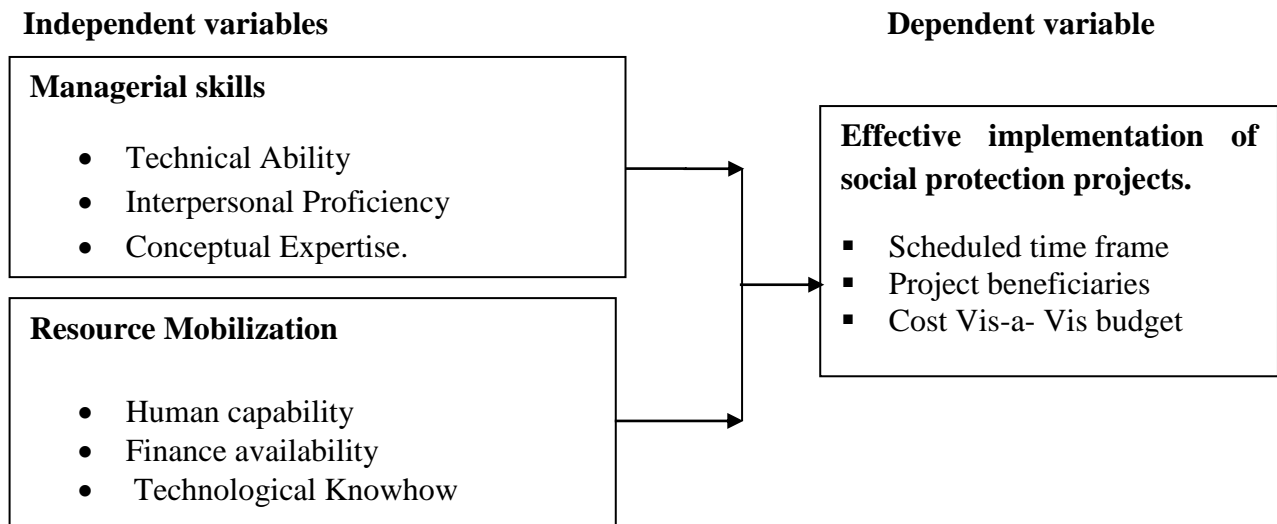 Independent variables
Dependent variable
Managerial skills
• Technical Ability
• Interpersonal Proficiency
• Conceptual Expertise.
Resource Mobilization
• Human capability
• Finance availability
• Technological Knowhow
Effective implementation of
social protection projects.
▪ Scheduled time frame
▪ Project beneficiaries
▪ Cost Vis-a- Vis budget